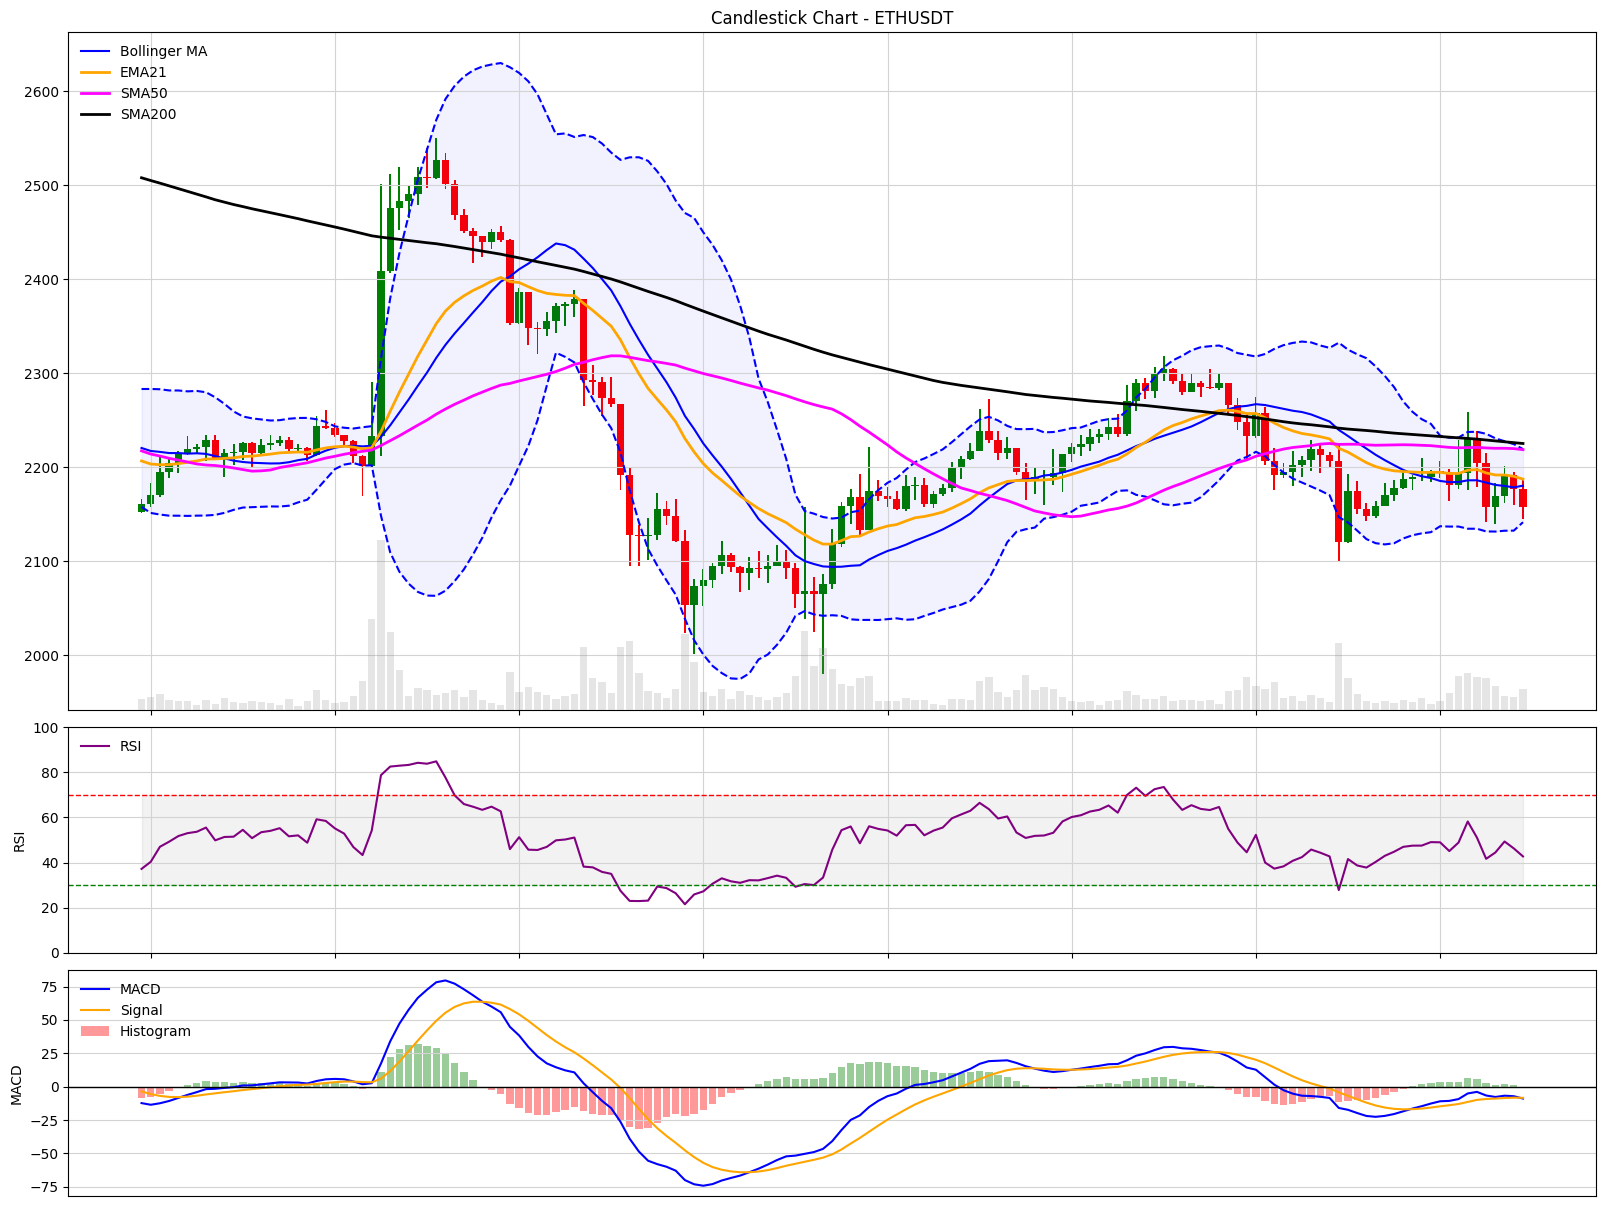 Candlestick Chart - ETHUSDT
Bollinger MA
EMA21
SMA50
SMA200
2600
2500
2400
2300
2200
2100
2000
RSI
100
80
60
40
20
0
RSI
MACD
Signal
Histogram
75
50
25
0
−25
−50
−75
MACD